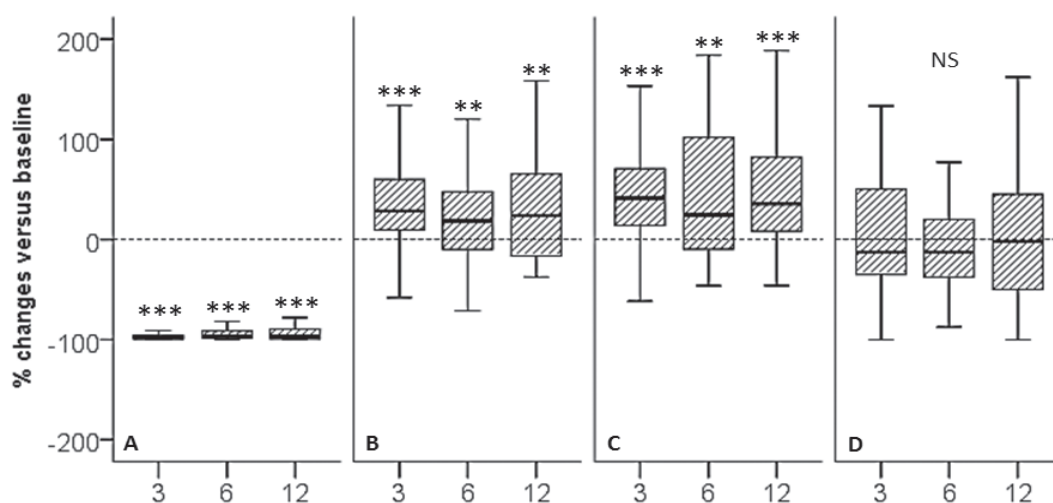 % changes versus baseline
200
100
0
-100
-200
*** *** ***
*** ** **
*** ** ***
NS
A
B
C
D
3 6 12
3 6 12
3 6 12
3 6 12